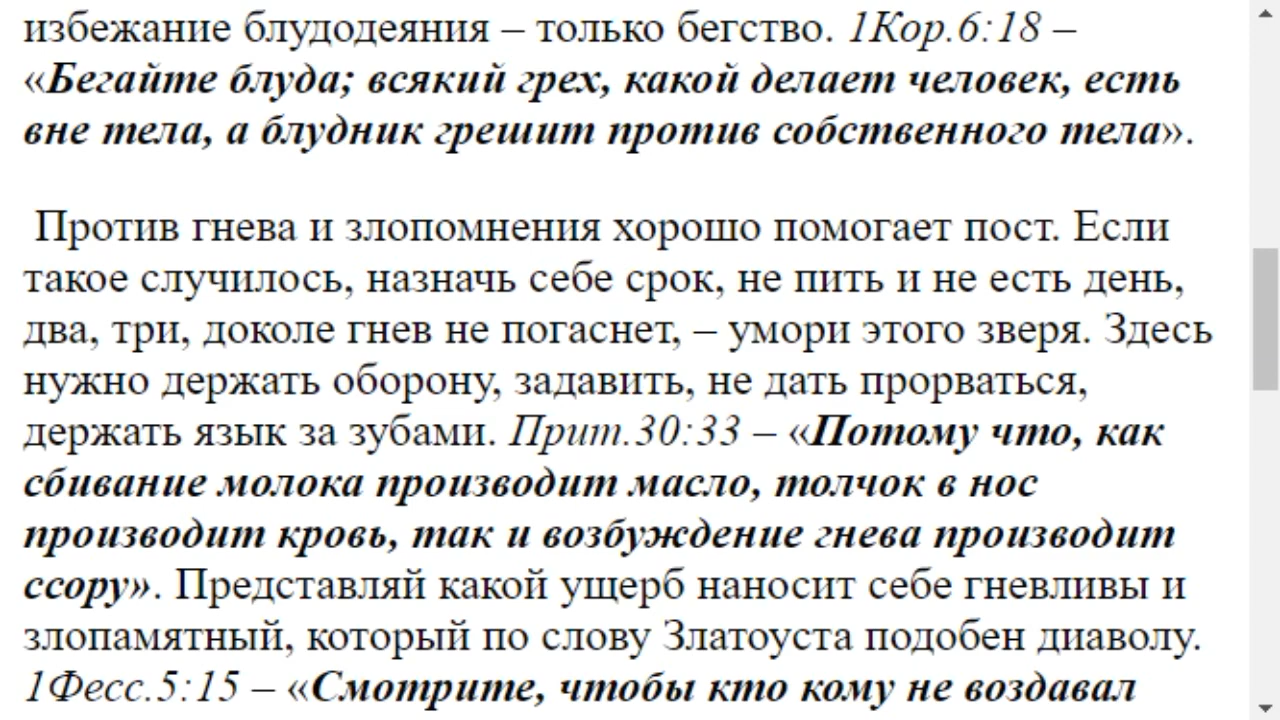 избежание блудодеяния – только бегство. 1Кор.6:18 –
«Бегайте блуда; всякий грех, какой делает человек, есть
вне тела, а блудник грешит против собственного тела».
Против гнева и злопомнения хорошо помогает пост. Если
такое случилось, назначь себе срок, не пить и не есть день,
два, три, доколе гнев не погаснет, – умори этого зверя. Здесь
нужно держать оборону, задавить, не дать прорваться,
держать язык за зубами. Прит.30:33 – «Потому что, как
сбивание молока производит масло, толчок в нос
производит кровь, так и возбуждение гнева производит
ссору». Представляй какой ущерб наносит себе гневливы и
злопамятный, который по слову Златоуста подобен диаволу.
1Фесс.5:15 – «Смотрите, чтобы кто кому не воздавал